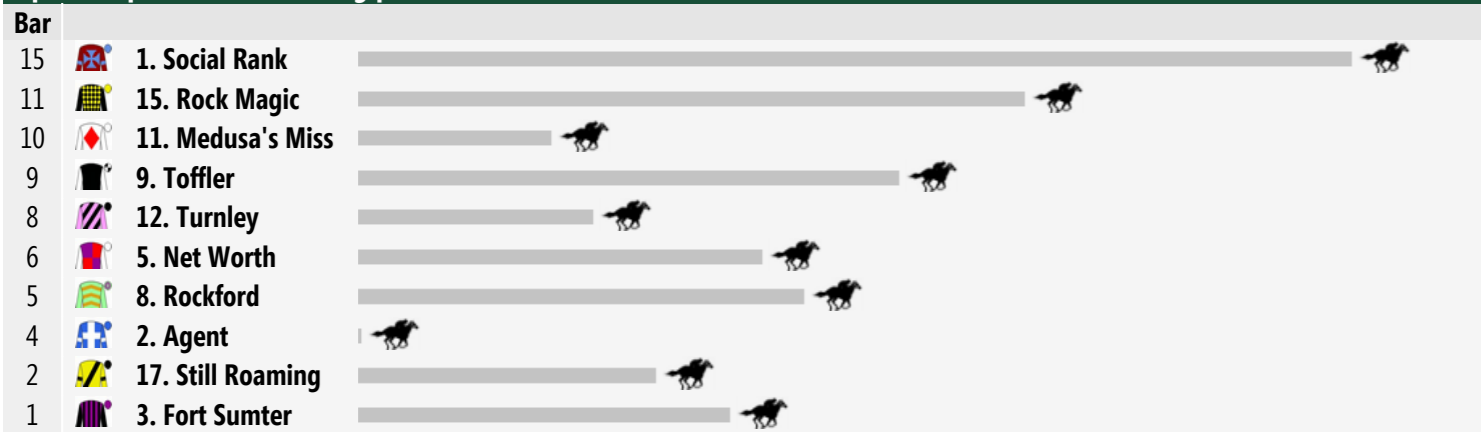 Bar
15 1. Social Rank
11 15. Rock Magic
10 11. Medusa's Miss
9 9. Toffler
8 12. Turnley
6 5. Net Worth
5 8. Rockford
4 2. Agent
2 17. Still Roaming
1 3. Fort Sumter